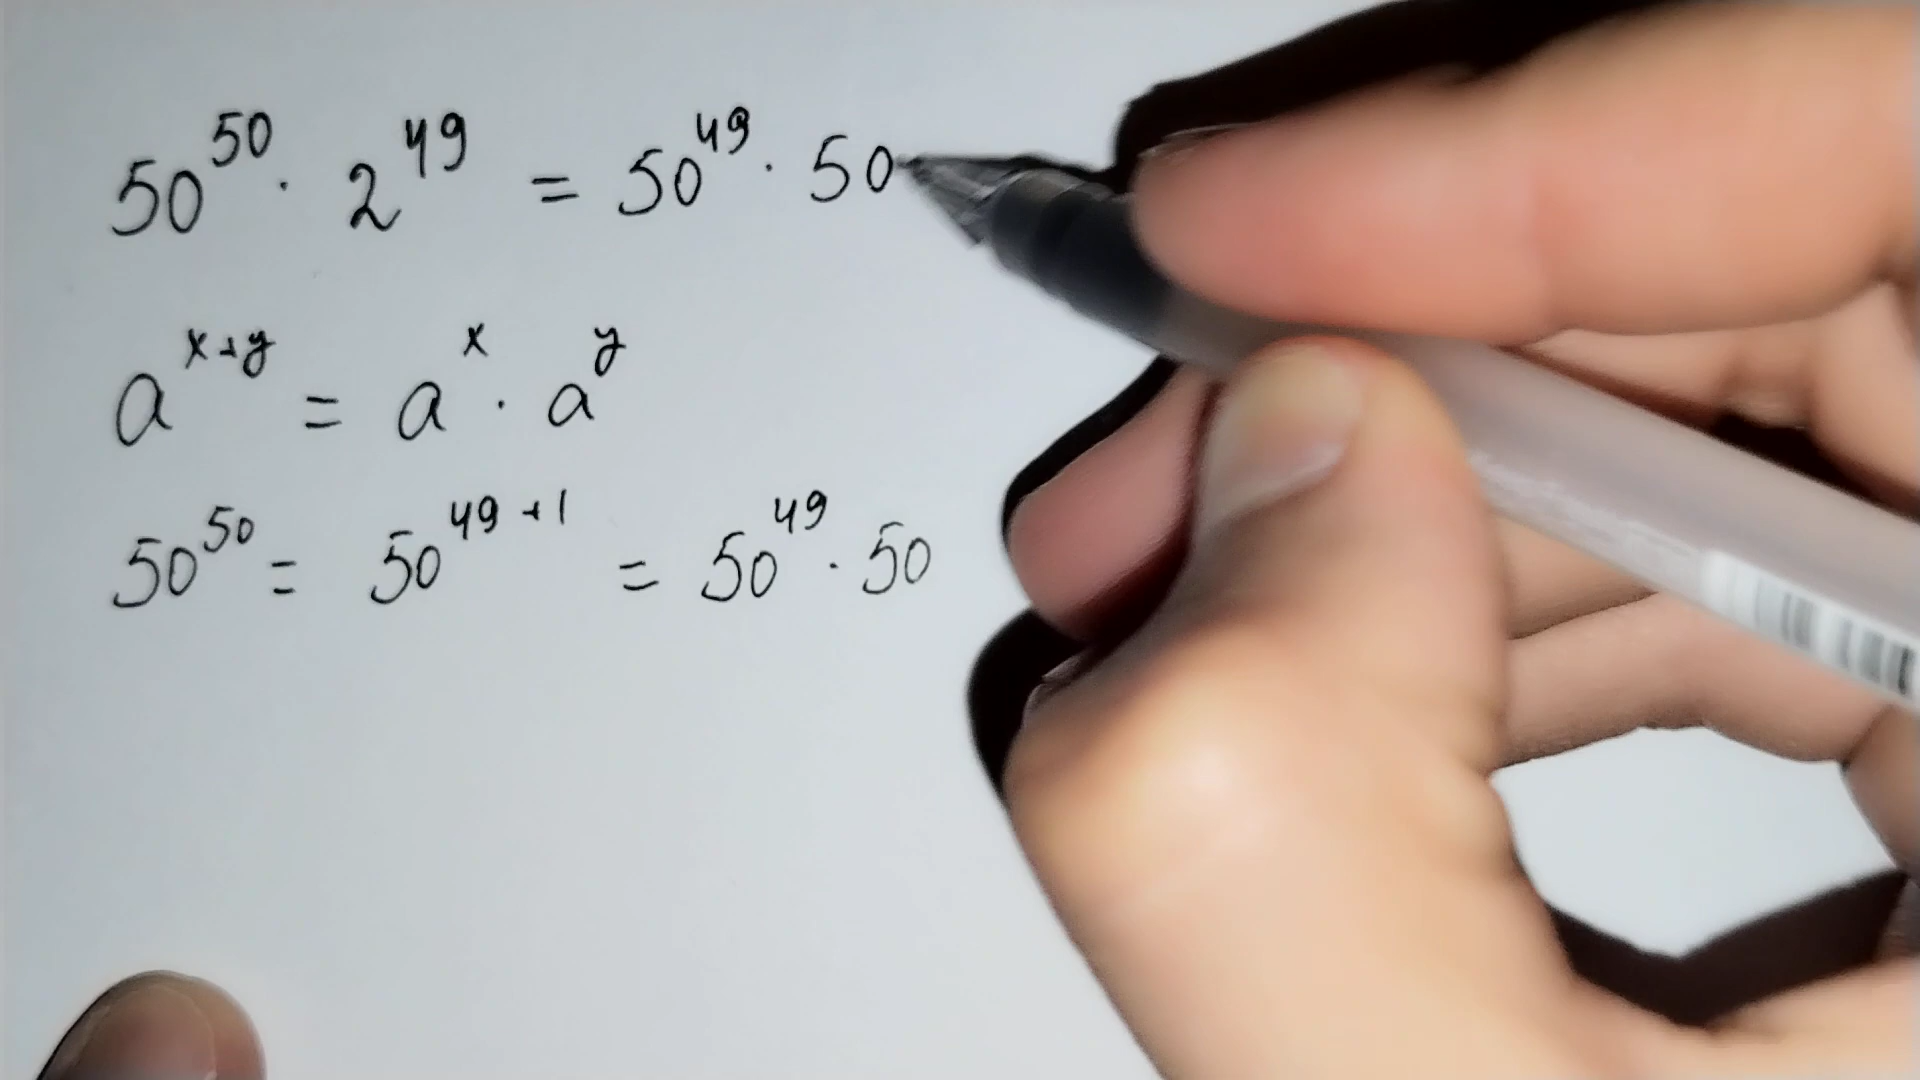 50^50 · 2^49 = 50^49 · 50
a^x+y = a^x · a^y
50^50 = 50^49+1 = 50^49 · 50